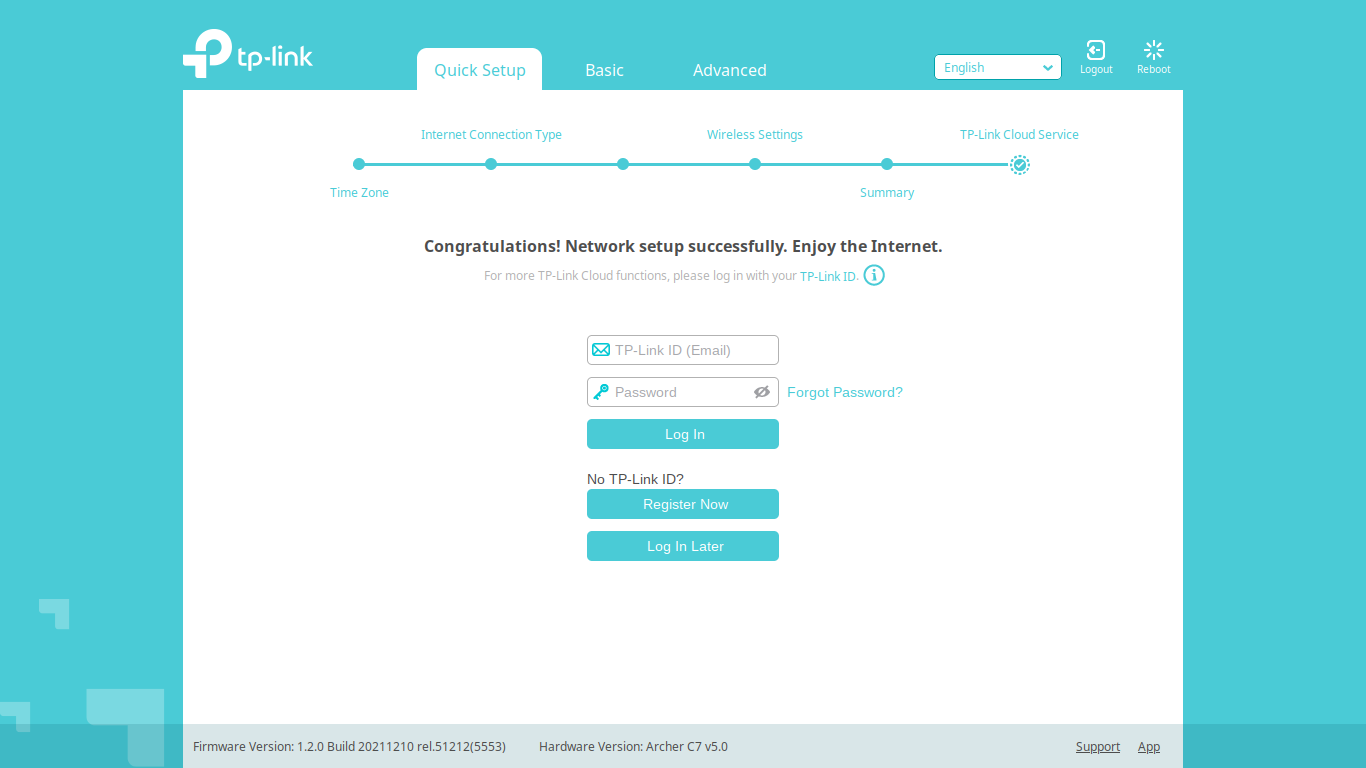 tp-link
Quick Setup
Basic
Advanced
English
Logout
Reboot
Internet Connection Type
Wireless Settings
TP-Link Cloud Service
Time Zone
Summary
Congratulations! Network setup successfully. Enjoy the Internet.
For more TP-Link Cloud functions, please log in with your TP-Link ID.
TP-Link ID (Email)
Password
Forgot Password?
Log In
No TP-Link ID?
Register Now
Log In Later
Firmware Version: 1.2.0 Build 20211210 rel.51212(5553)
Hardware Version: Archer C7 v5.0
Support
App